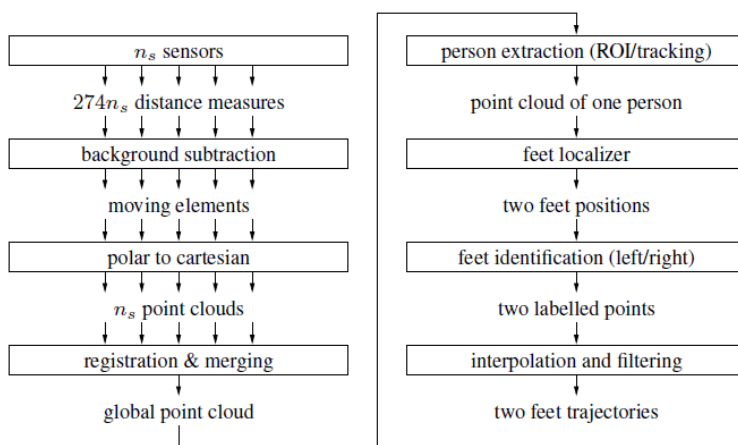 n_s sensors
274n_s distance measures
background subtraction
moving elements
polar to cartesian
n_s point clouds
registration & merging
global point cloud
person extraction (ROI/tracking)
point cloud of one person
feet localizer
two feet positions
feet identification (left/right)
two labelled points
interpolation and filtering
two feet trajectories